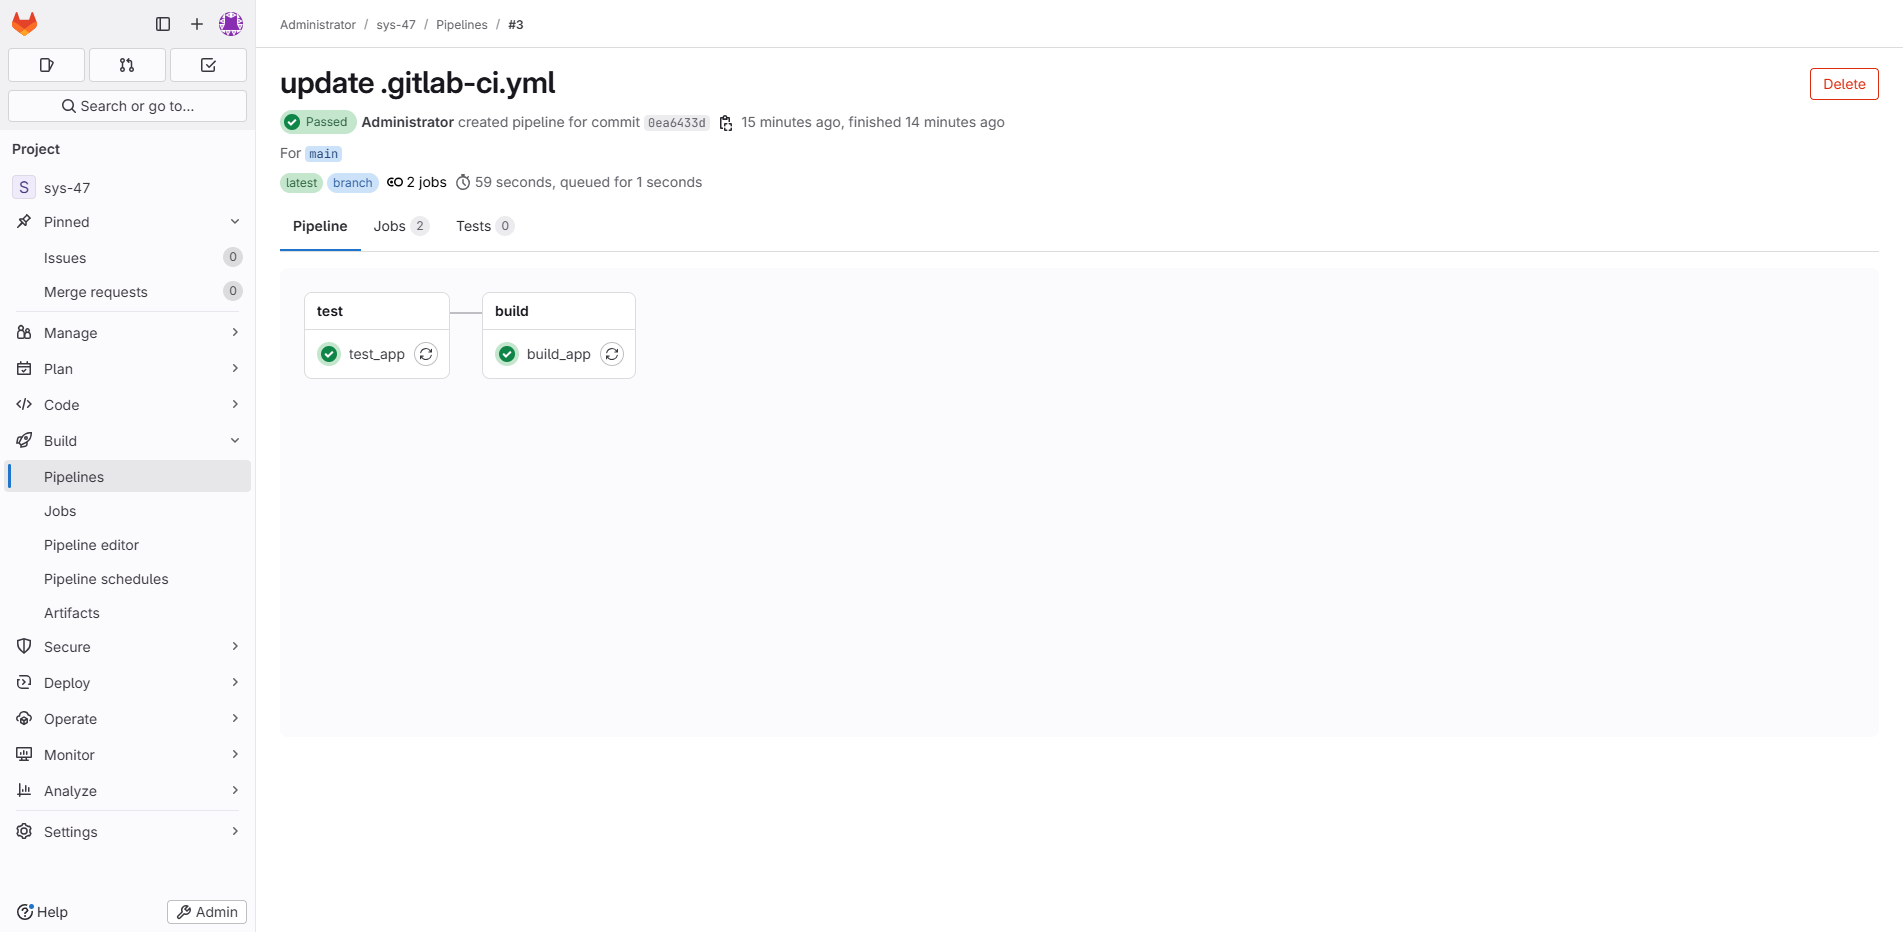 Administrator / sys-47 / Pipelines / #3
Search or go to...
Project
S sys-47
Pinned
Issues 0
Merge requests 0
Manage
Plan
Code
Build
Pipelines
Jobs
Pipeline editor
Pipeline schedules
Artifacts
Secure
Deploy
Operate
Monitor
Analyze
Settings
Help
Admin
update .gitlab-ci.yml
Delete
Passed Administrator created pipeline for commit 0ea6433d 15 minutes ago, finished 14 minutes ago
For main
latest branch 2 jobs 59 seconds, queued for 1 seconds
Pipeline Jobs 2 Tests 0
test
test_app
build
build_app